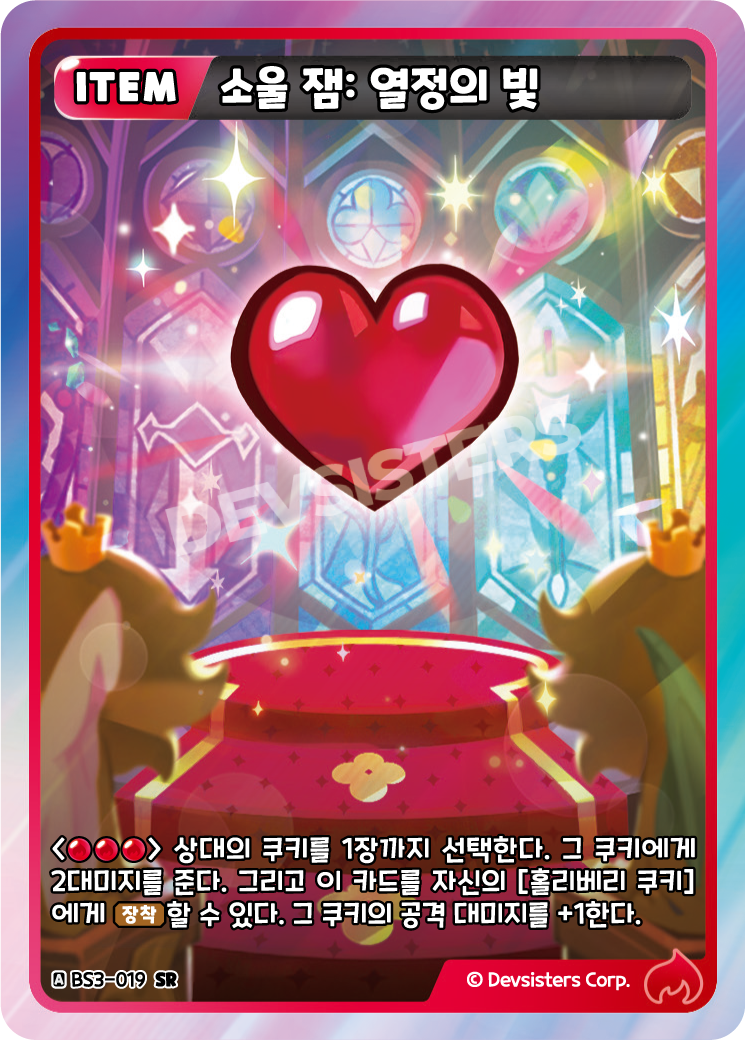 ITEM 소울 잼: 열정의 빛
DEVSISTERS
<🔴🔴🔴> 상대의 쿠키를 1장까지 선택한다. 그 쿠키에게
2대미지를 준다. 그리고 이 카드를 자신의 [홀리베리 쿠키]
에게 장착 할 수 있다. 그 쿠키의 공격 대미지를 +1한다.
A BS3-019 SR © Devsisters Corp.